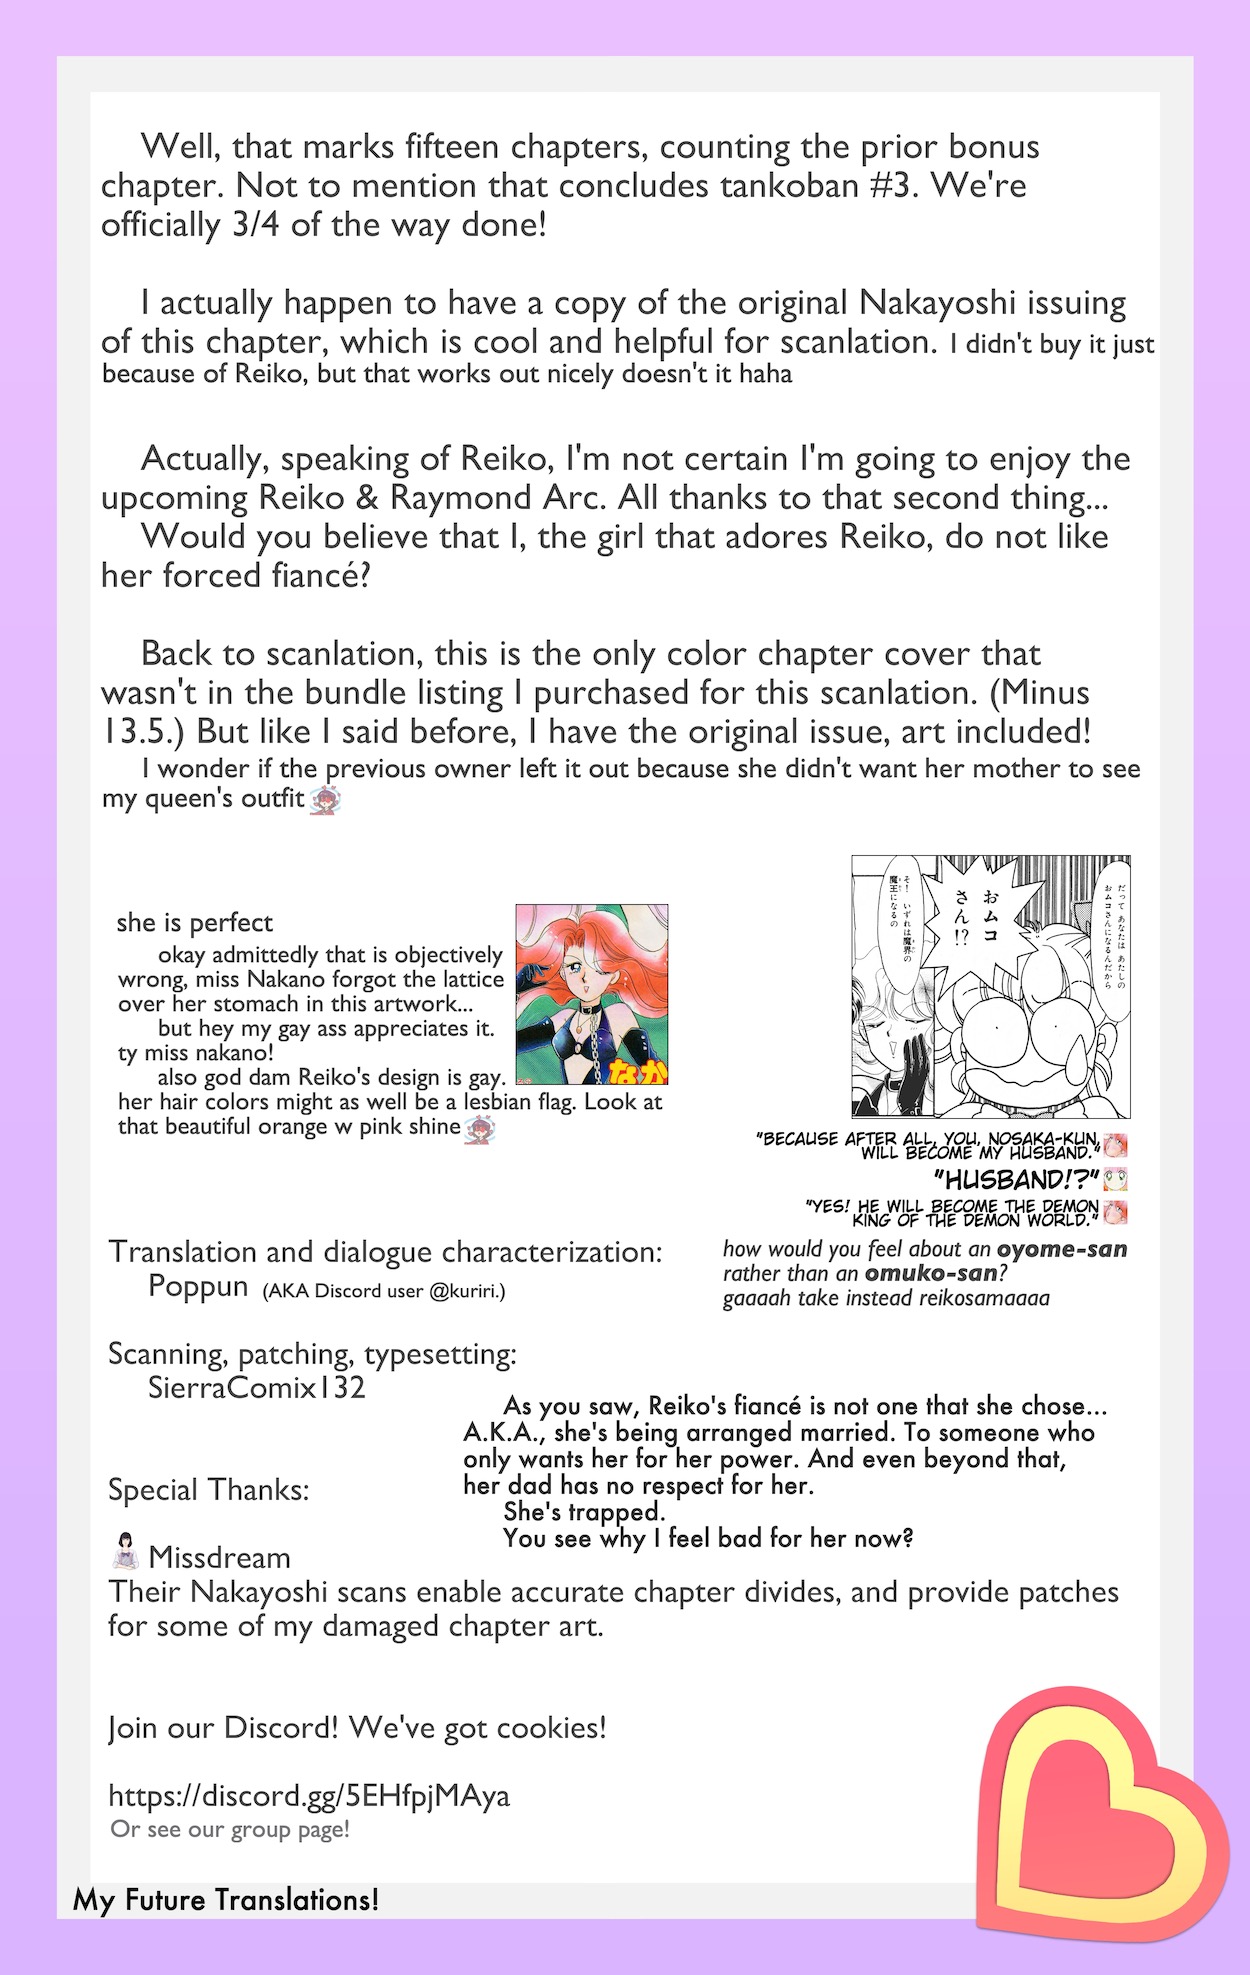 Well, that marks fifteen chapters, counting the prior bonus
chapter. Not to mention that concludes tankoban #3. We're
officially 3/4 of the way done!
I actually happen to have a copy of the original Nakayoshi issuing
of this chapter, which is cool and helpful for scanlation. I didn't buy it just
because of Reiko, but that works out nicely doesn't it haha
Actually, speaking of Reiko, I'm not certain I'm going to enjoy the
upcoming Reiko & Raymond Arc. All thanks to that second thing...
Would you believe that I, the girl that adores Reiko, do not like
her forced fiancé?
Back to scanlation, this is the only color chapter cover that
wasn't in the bundle listing I purchased for this scanlation. (Minus
13.5.) But like I said before, I have the original issue, art included!
I wonder if the previous owner left it out because she didn't want her mother to see
my queen's outfit
she is perfect
okay admittedly that is objectively
wrong, miss Nakano forgot the lattice
over her stomach in this artwork...
but hey my gay ass appreciates it.
ty miss nakano!
also god dam Reiko's design is gay.
her hair colors might as well be a lesbian flag. Look at
that beautiful orange w pink shine
なか
だって あなたは あたしの
おムコさんになるんだから
おムコ
さん!?
そ! いずれは魔界の
魔王になるの
"BECAUSE AFTER ALL, YOU, NOSAKA-KUN,
WILL BECOME MY HUSBAND."
"HUSBAND!?"
"YES! HE WILL BECOME THE DEMON
KING OF THE DEMON WORLD."
how would you feel about an oyome-san
rather than an omuko-san?
gaaaah take instead reikosamaaaa
Translation and dialogue characterization:
Poppun (AKA Discord user @kuriri.)
Scanning, patching, typesetting:
SierraComix132
As you saw, Reiko's fiancé is not one that she chose...
A.K.A., she's being arranged married. To someone who
only wants her for her power. And even beyond that,
her dad has no respect for her.
She's trapped.
You see why I feel bad for her now?
Special Thanks:
Missdream
Their Nakayoshi scans enable accurate chapter divides, and provide patches
for some of my damaged chapter art.
Join our Discord! We've got cookies!
https://discord.gg/5EHfpjMAya
Or see our group page!
My Future Translations!